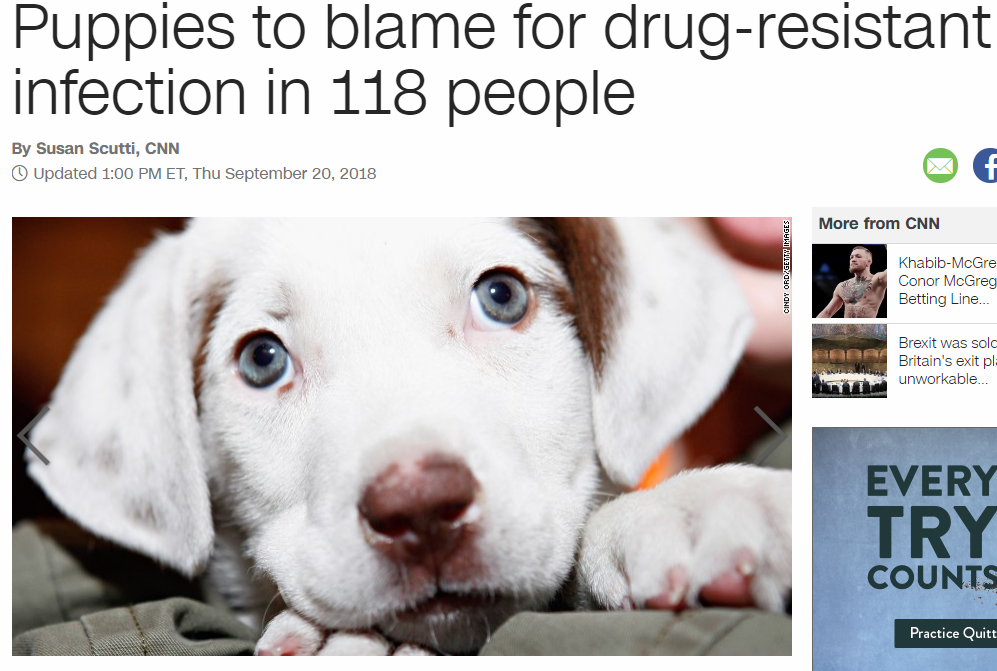 Puppies to blame for drug-resistant
infection in 118 people
By Susan Scutti, CNN
Updated 1:00 PM ET, Thu September 20, 2018
CINDY ORD/GETTY IMAGES
More from CNN
Khabib-McGre
Conor McGreg
Betting Line...
Brexit was sold
Britain's exit pla
unworkable...
EVERY
TRY
COUNTS
Practice Quitt